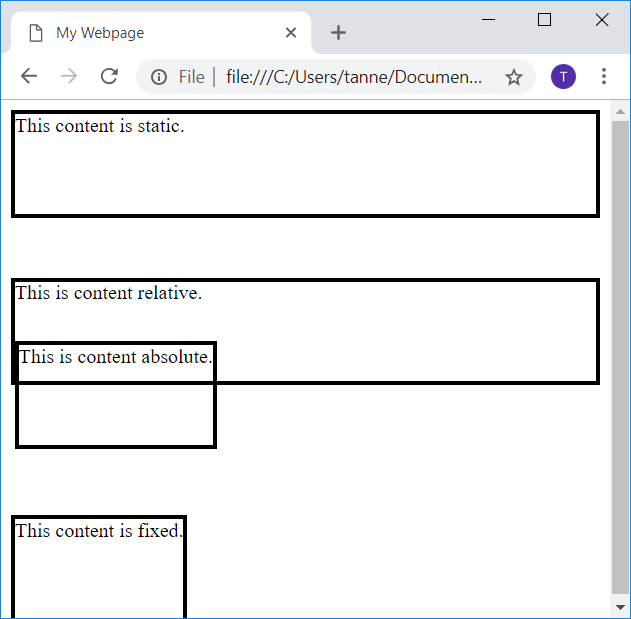 My Webpage
File | file:///C:/Users/tanne/Documen...
T
This content is static.
This is content relative.
This is content absolute.
This content is fixed.